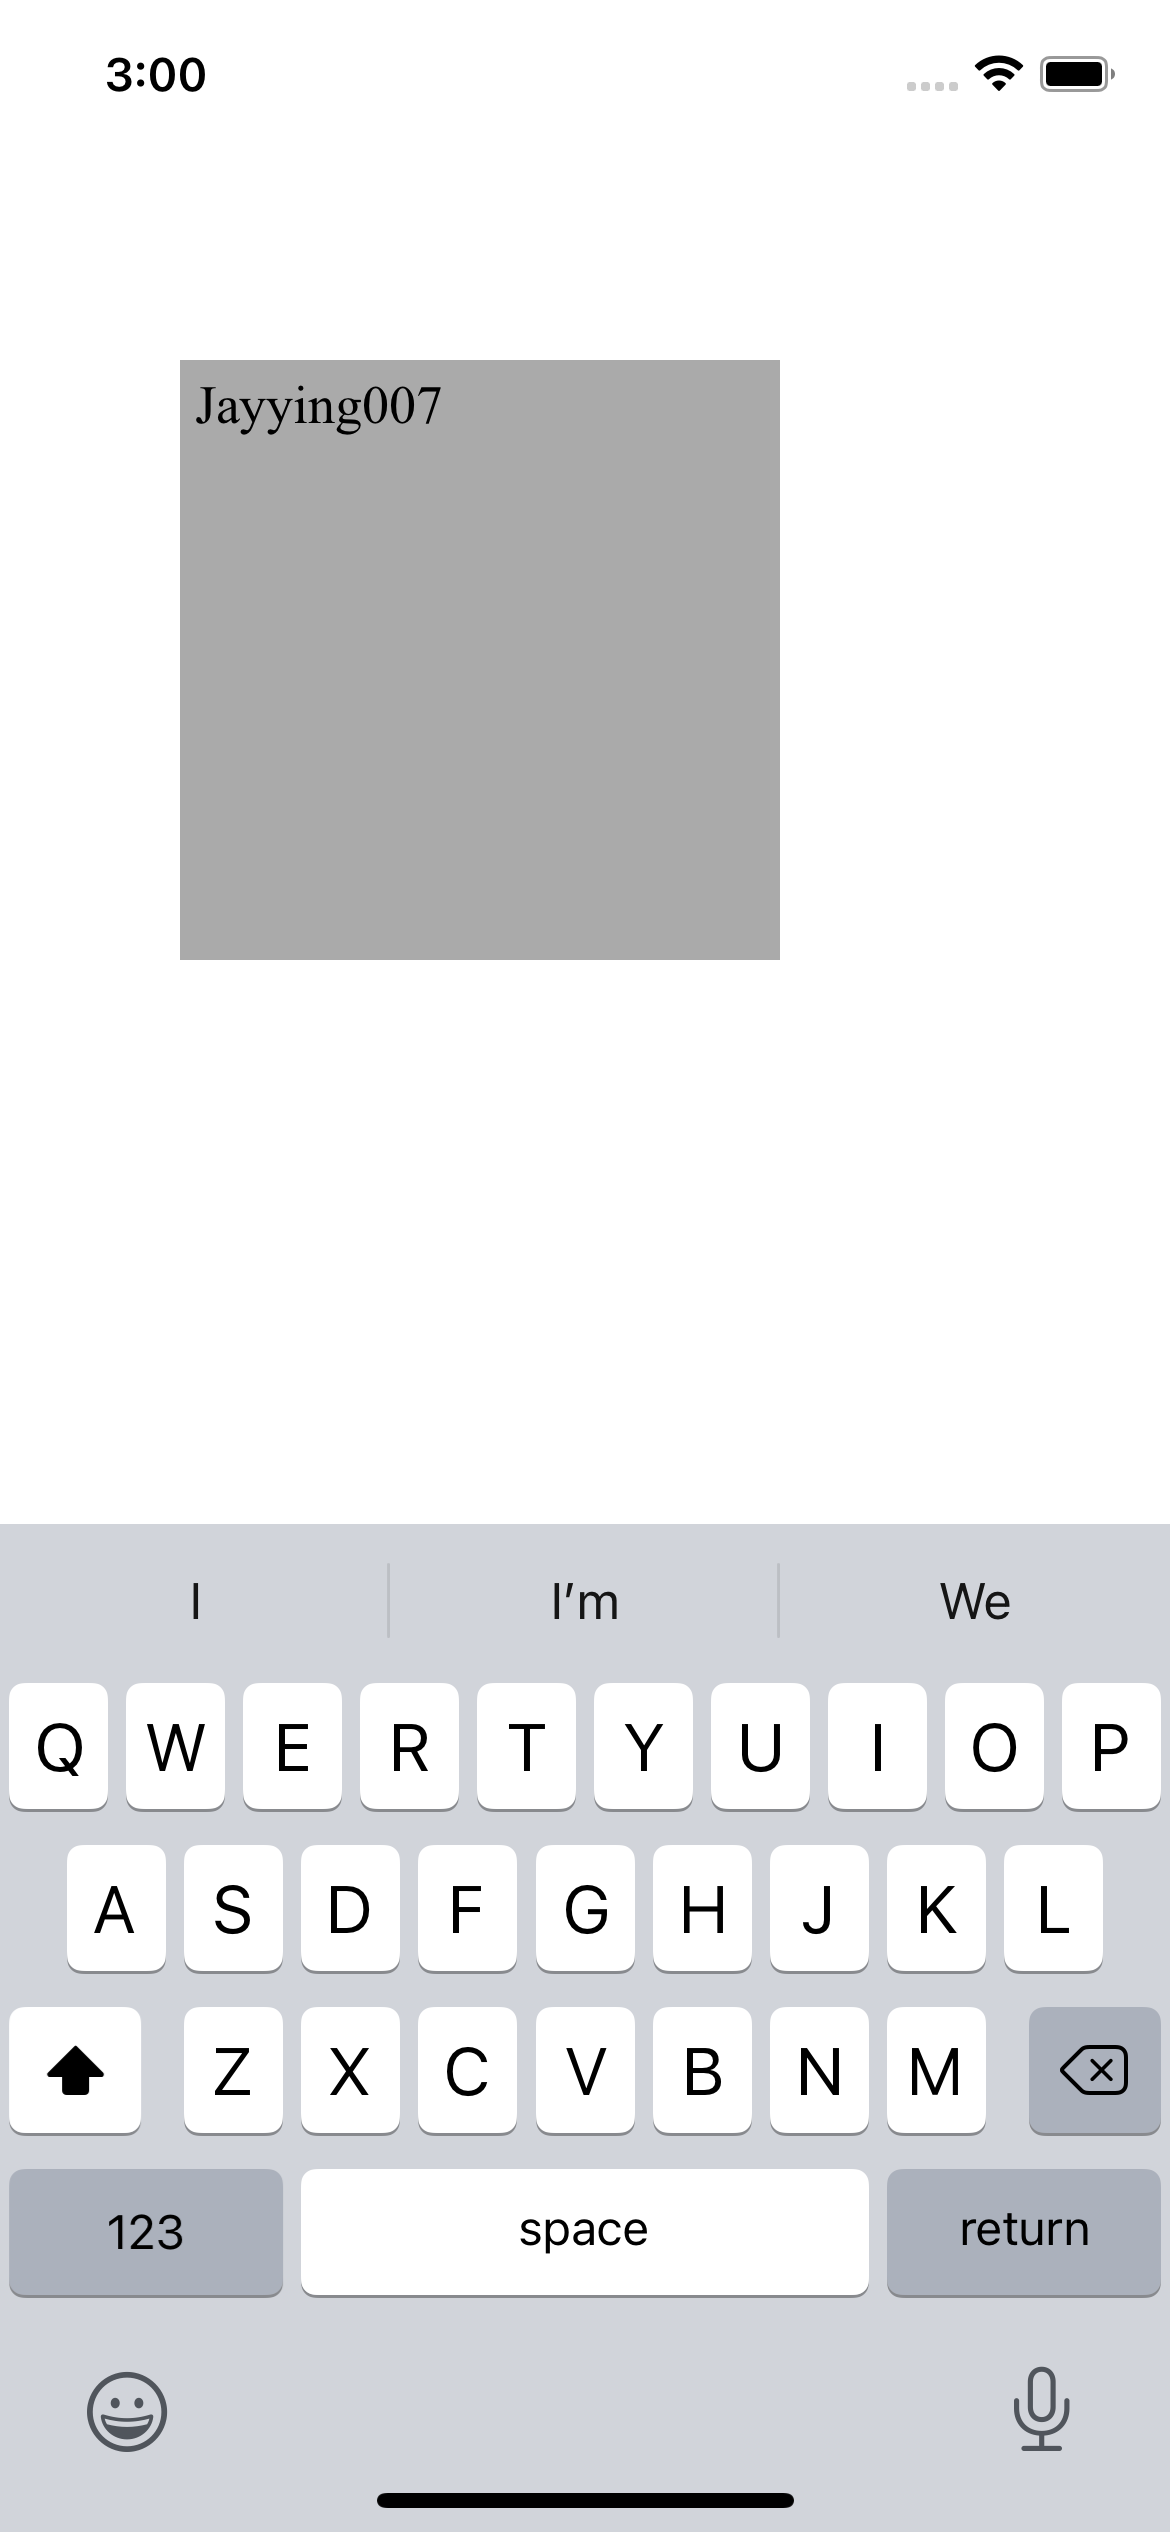 3:00
Jayying007
I I’m We
Q W E R T Y U I O P
A S D F G H J K L
Z X C V B N M
123 space return